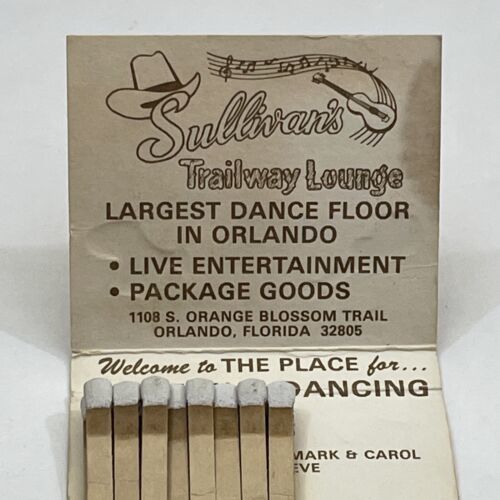 Sullivan's
Trailway Lounge
LARGEST DANCE FLOOR
IN ORLANDO
• LIVE ENTERTAINMENT
• PACKAGE GOODS
1108 S. ORANGE BLOSSOM TRAIL
ORLANDO, FLORIDA 32805
Welcome to THE PLACE for...
DANCING
MARK & CAROL